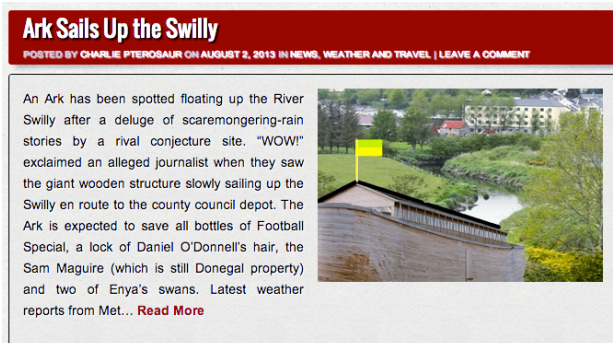 Ark Sails Up the Swilly
POSTED BY CHARLIE PTEROSAUR ON AUGUST 2, 2013 IN NEWS, WEATHER AND TRAVEL | LEAVE A COMMENT
An Ark has been spotted floating up the River
Swilly after a deluge of scaremongering-rain
stories by a rival conjecture site. “WOW!”
exclaimed an alleged journalist when they saw
the giant wooden structure slowly sailing up the
Swilly en route to the county council depot. The
Ark is expected to save all bottles of Football
Special, a lock of Daniel O’Donnell’s hair, the
Sam Maguire (which is still Donegal property)
and two of Enya’s swans. Latest weather
reports from Met… Read More